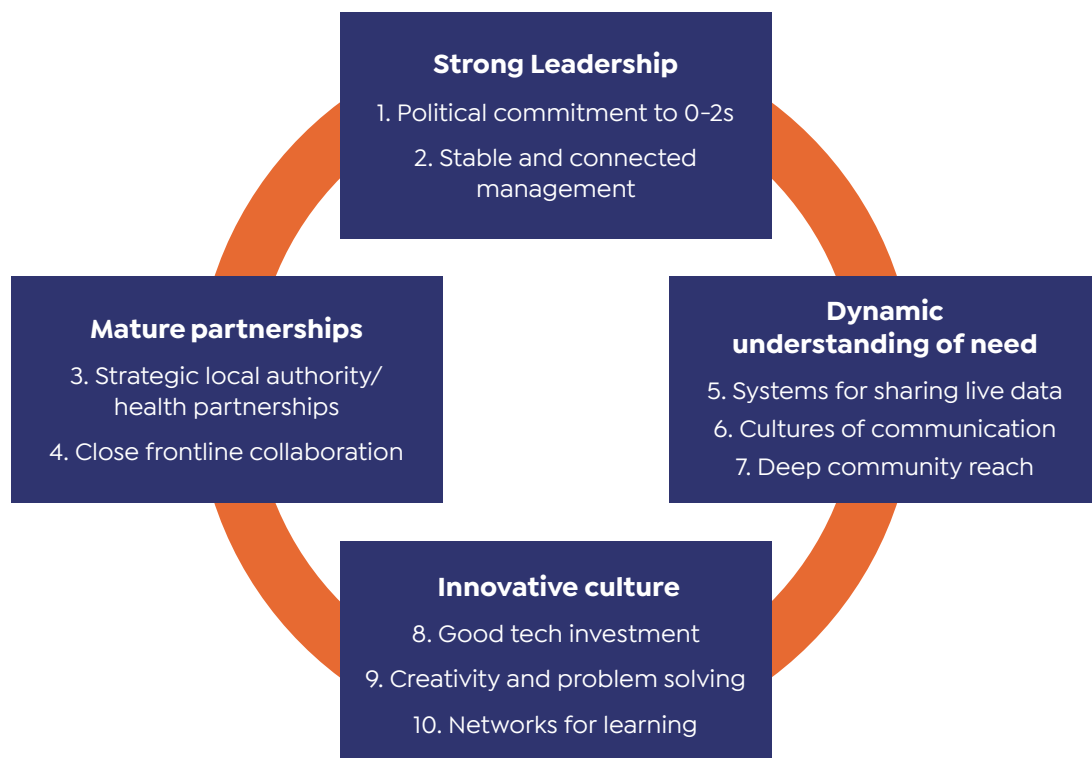 Strong Leadership
1. Political commitment to 0-2s
2. Stable and connected
management
Mature partnerships
3. Strategic local authority/
health partnerships
4. Close frontline collaboration
Dynamic
understanding of need
5. Systems for sharing live data
6. Cultures of communication
7. Deep community reach
Innovative culture
8. Good tech investment
9. Creativity and problem solving
10. Networks for learning